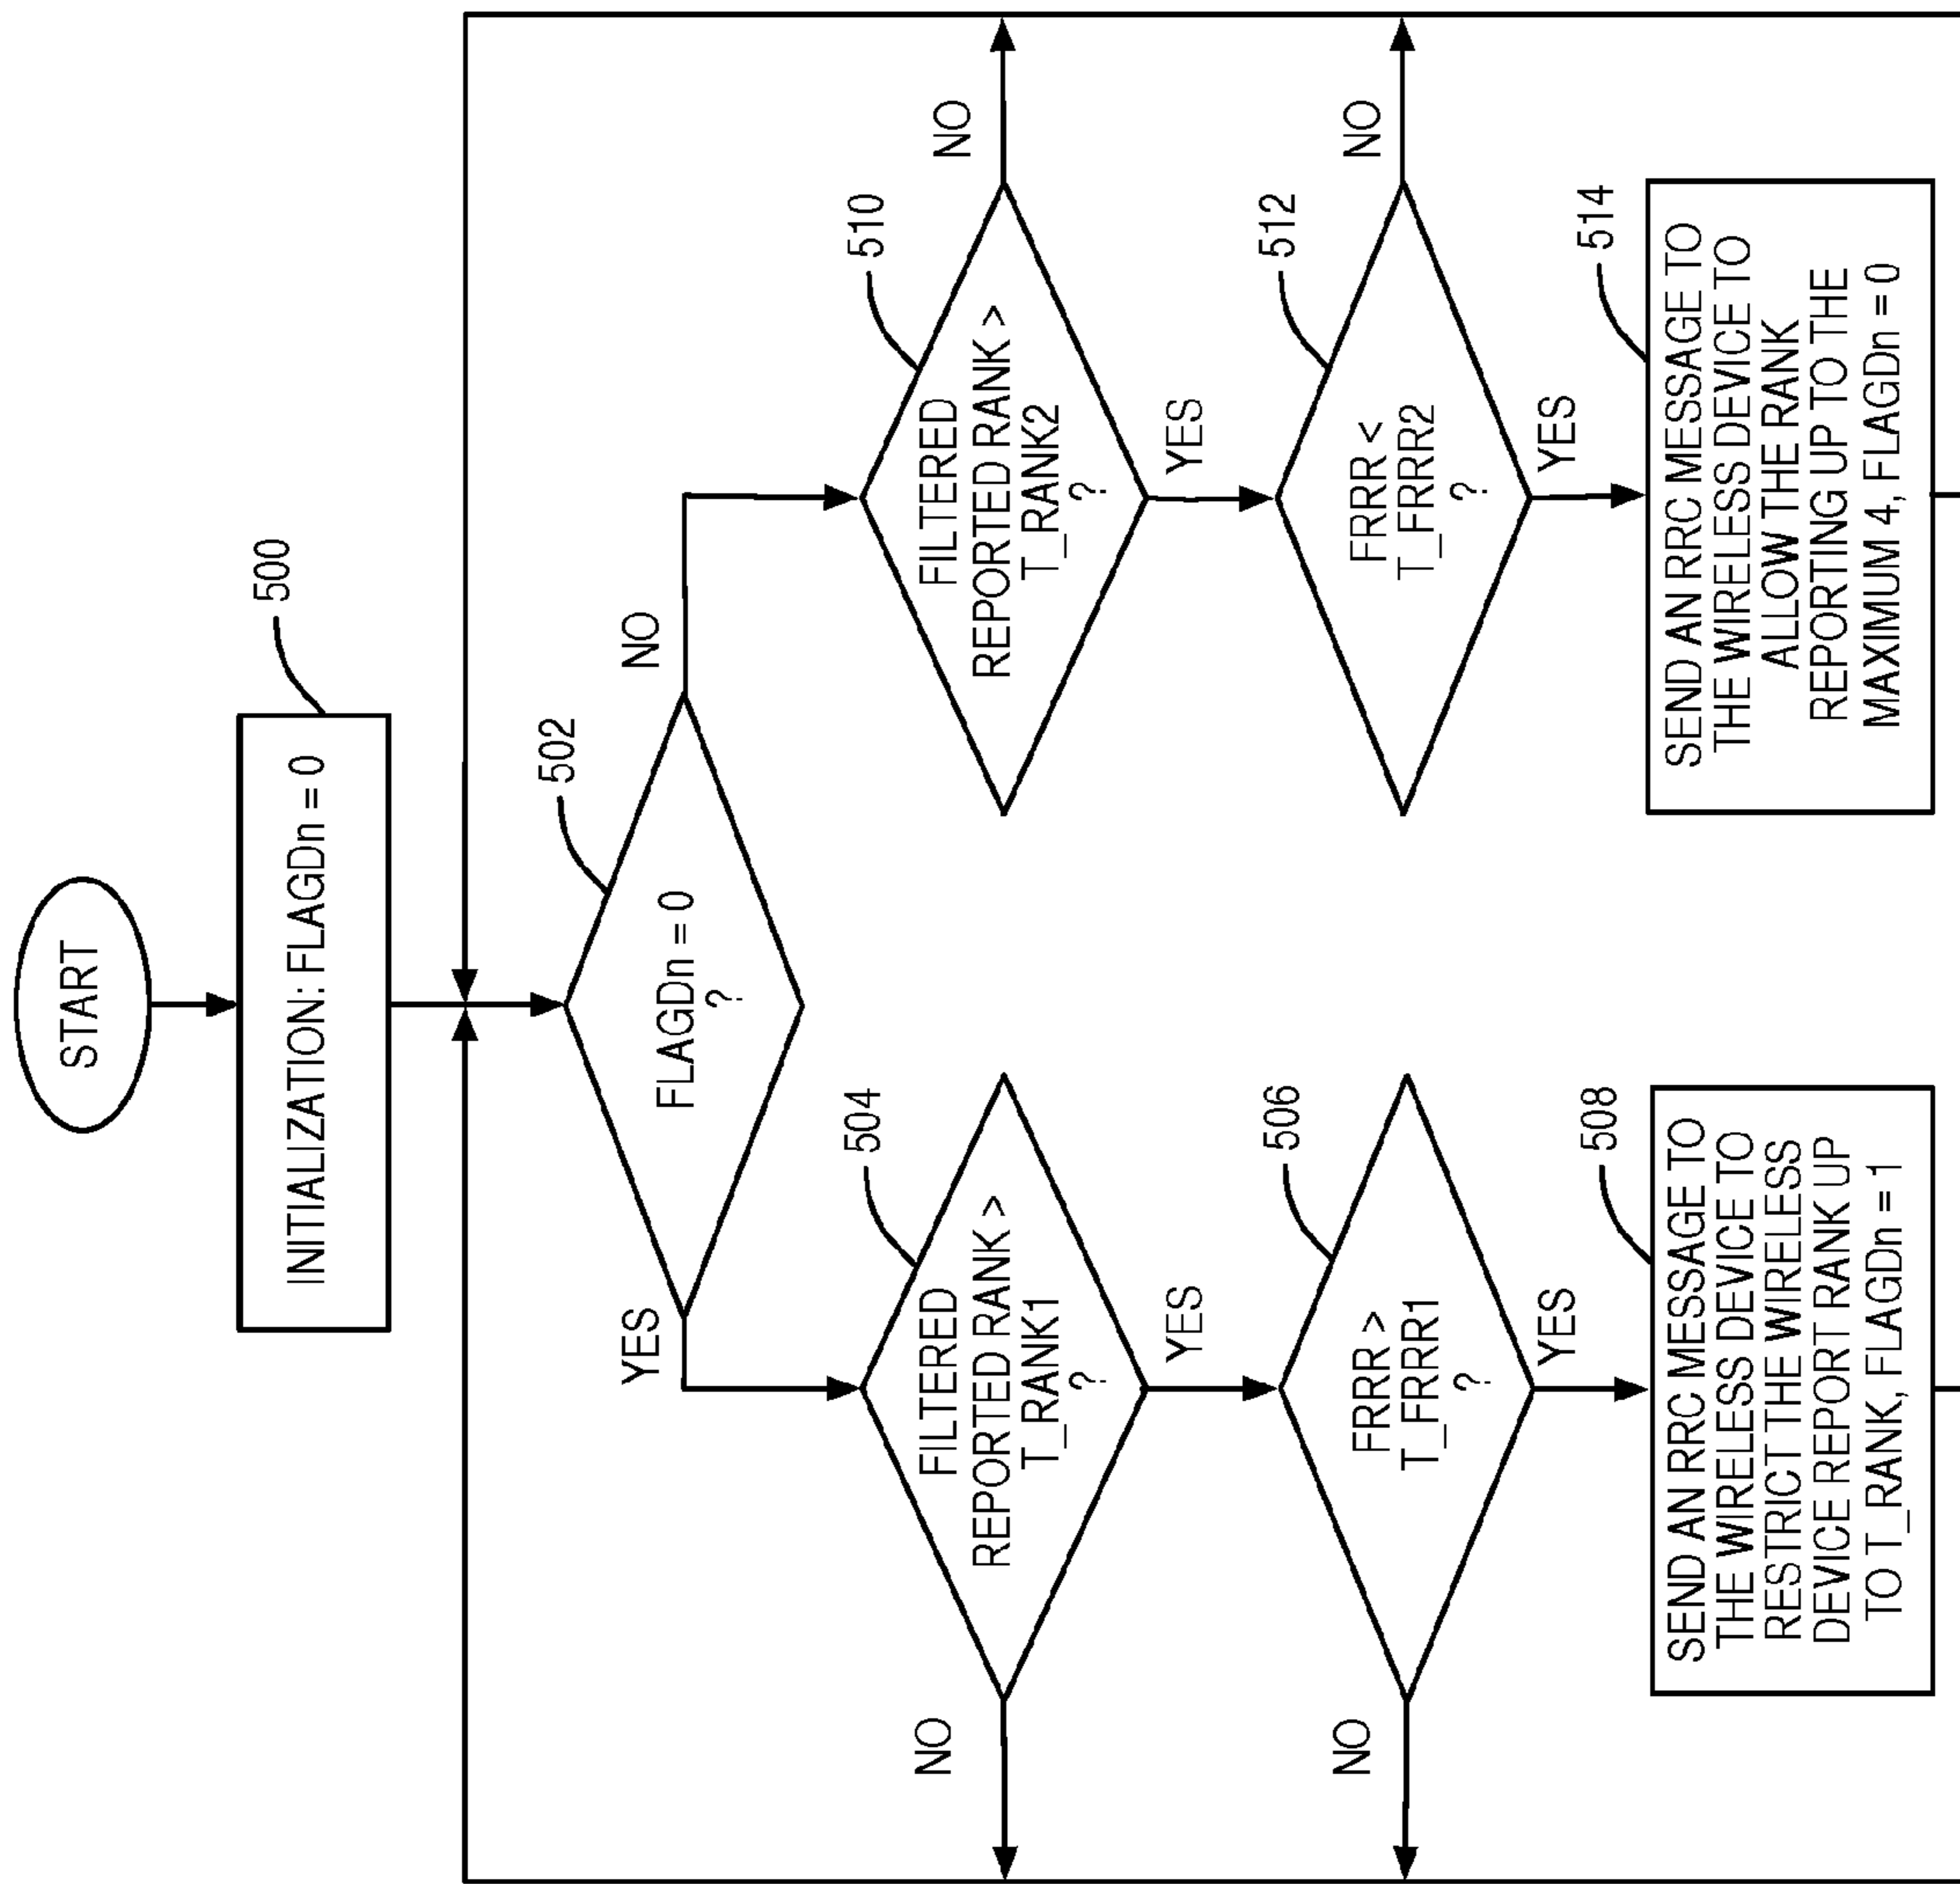 START
500
INITIALIZATION: FLAGDn = 0
502
FLAGDn = 0
?
YES
NO
504
FILTERED
REPORTED RANK >
T_RANK1
?
NO
YES
506
FRRR >
T_FRRR1
?
NO
YES
508
SEND AN RRC MESSAGE TO
THE WIRELESS DEVICE TO
RESTRICT THE WIRELESS
DEVICE REPORT RANK UP
TO T_RANK, FLAGDn = 1
510
FILTERED
REPORTED RANK >
T_RANK2
?
NO
YES
512
FRRR <
T_FRRR2
?
NO
YES
514
SEND AN RRC MESSAGE TO
THE WIRELESS DEVICE TO
ALLOW THE RANK
REPORTING UP TO THE
MAXIMUM 4, FLAGDn = 0